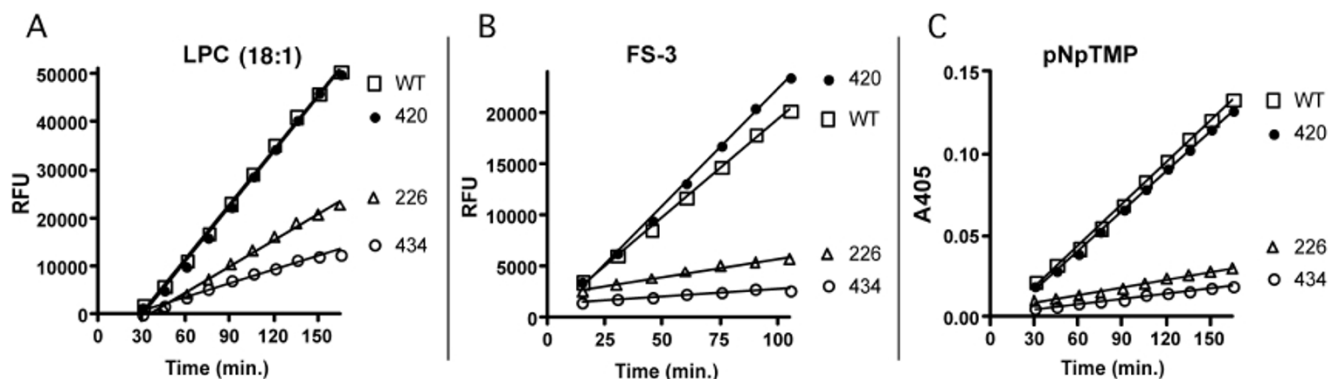 A
LPC (18:1)
RFU
50000
40000
30000
20000
10000
0
0 30 60 90 120 150
Time (min.)
WT
420
226
434
B
FS-3
RFU
20000
15000
10000
5000
0
0 25 50 75 100
Time (min.)
420
WT
226
434
C
pNpTMP
A405
0.15
0.10
0.05
0.00
0 30 60 90 120 150
Time (min.)
WT
420
226
434